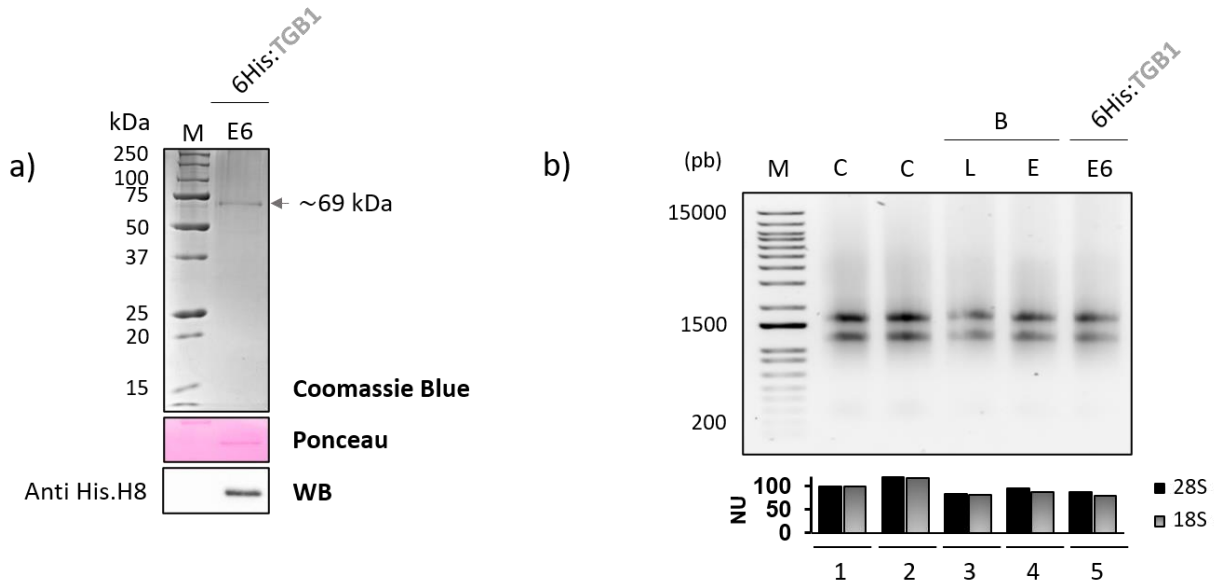 a)
6His:TGB1
kDa
M E6
250
100
75
50
37
25
20
15
~69 kDa
Coomassie Blue
Ponceau
Anti His.H8
WB
b)
6His:TGB1
B
(pb) M C C L E E6
15000
1500
200
NU
100
50
0
28S
18S
1 2 3 4 5